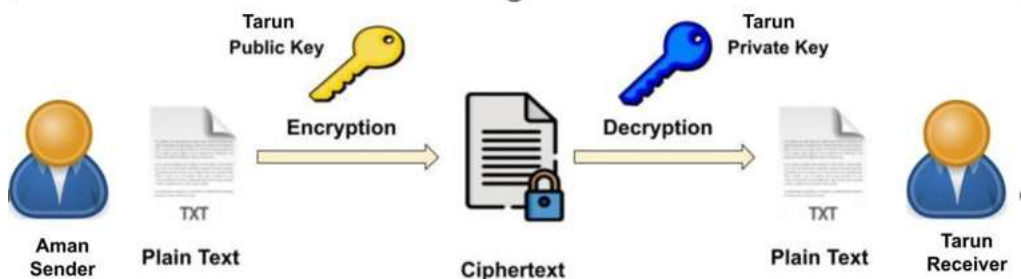 Tarun
Public Key
Tarun
Private Key
Encryption
Decryption
TXT
TXT
Aman
Sender
Plain Text
Ciphertext
Plain Text
Tarun
Receiver